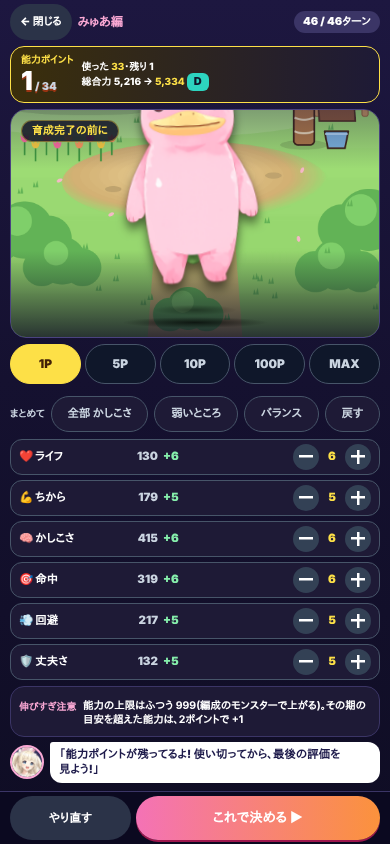 ← 閉じる みゅあ編 46 / 46ターン
能力ポイント
1 / 34
使った 33・残り 1
総合力 5,216 → 5,334 D
育成完了の前に
1P 5P 10P 100P MAX
まとめて 全部 かしこさ 弱いところ バランス 戻す
❤️ ライフ 130 +6 − 6 +
💪 ちから 179 +5 − 5 +
🧠 かしこさ 415 +6 − 6 +
🎯 命中 319 +6 − 6 +
💨 回避 217 +5 − 5 +
🛡️ 丈夫さ 132 +5 − 5 +
伸びすぎ注意 能力の上限はふつう 999(編成のモンスターで上がる)。その期の
目安を超えた能力は、2ポイントで +1
「能力ポイントが残ってるよ! 使い切ってから、最後の評価を
見よう!」
やり直す これで決める ▶